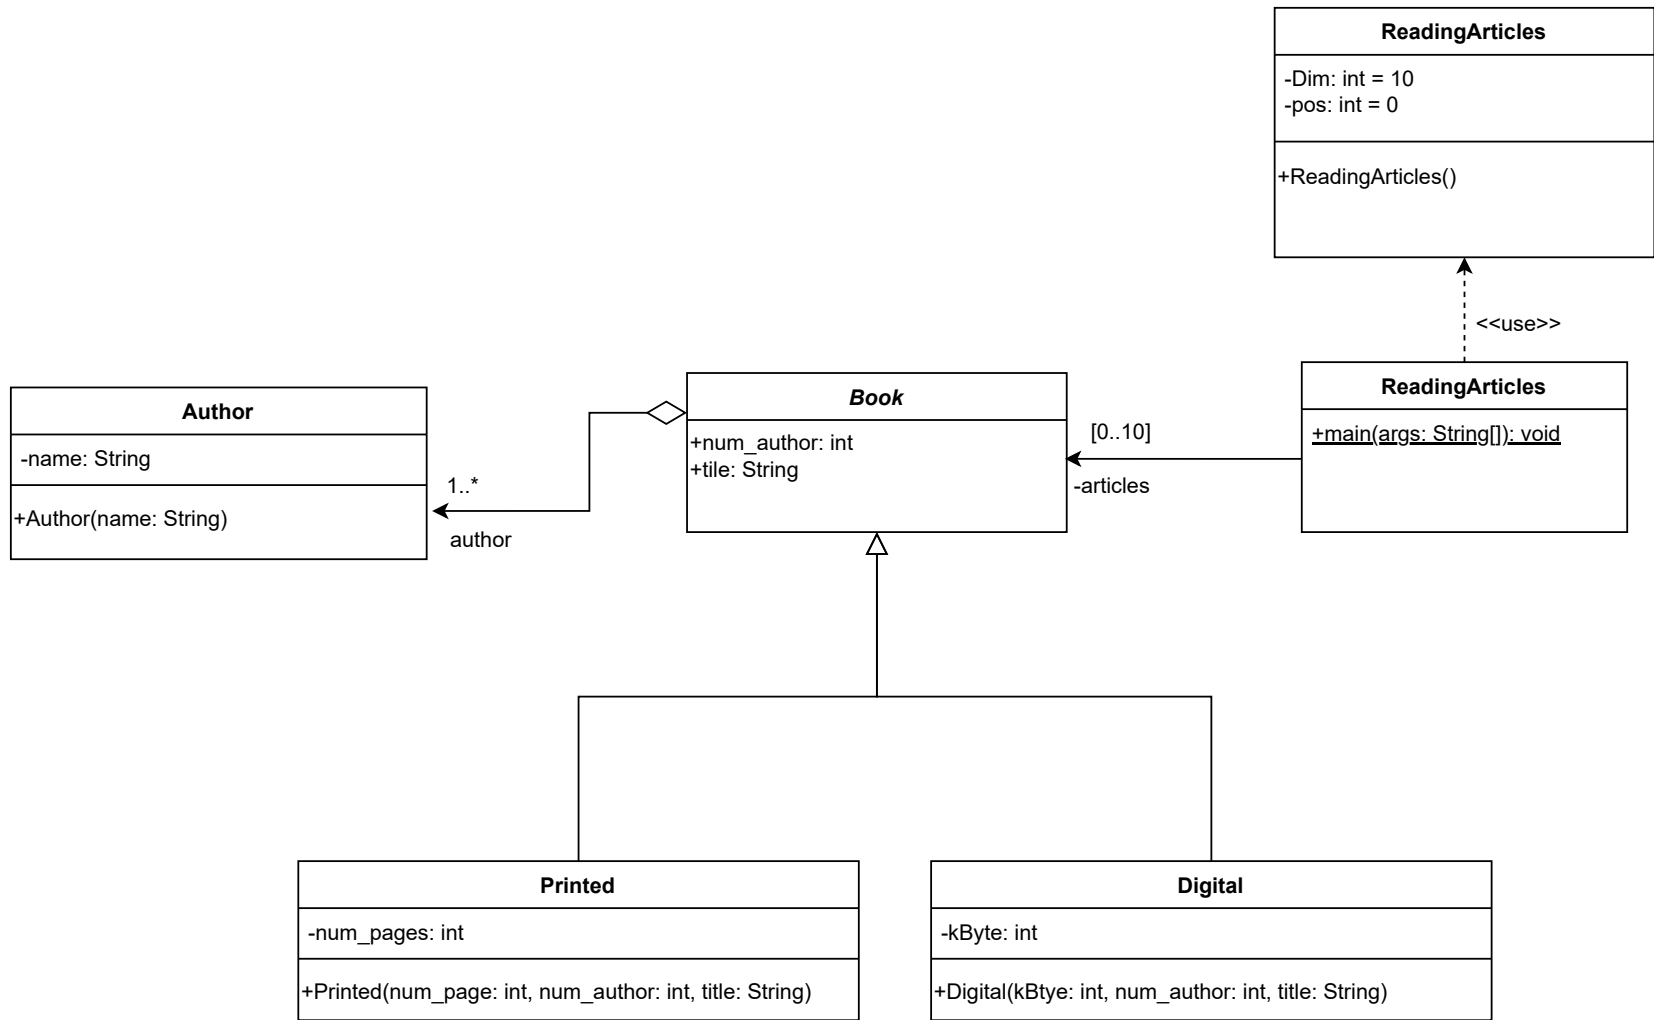 ReadingArticles
-Dim: int = 10
-pos: int = 0
+ReadingArticles()
<<use>>
ReadingArticles
+main(args: String[]): void
[0..10]
-articles
Book
+num_author: int
+tile: String
Author
-name: String
+Author(name: String)
1..*
author
Printed
-num_pages: int
+Printed(num_page: int, num_author: int, title: String)
Digital
-kByte: int
+Digital(kBtye: int, num_author: int, title: String)